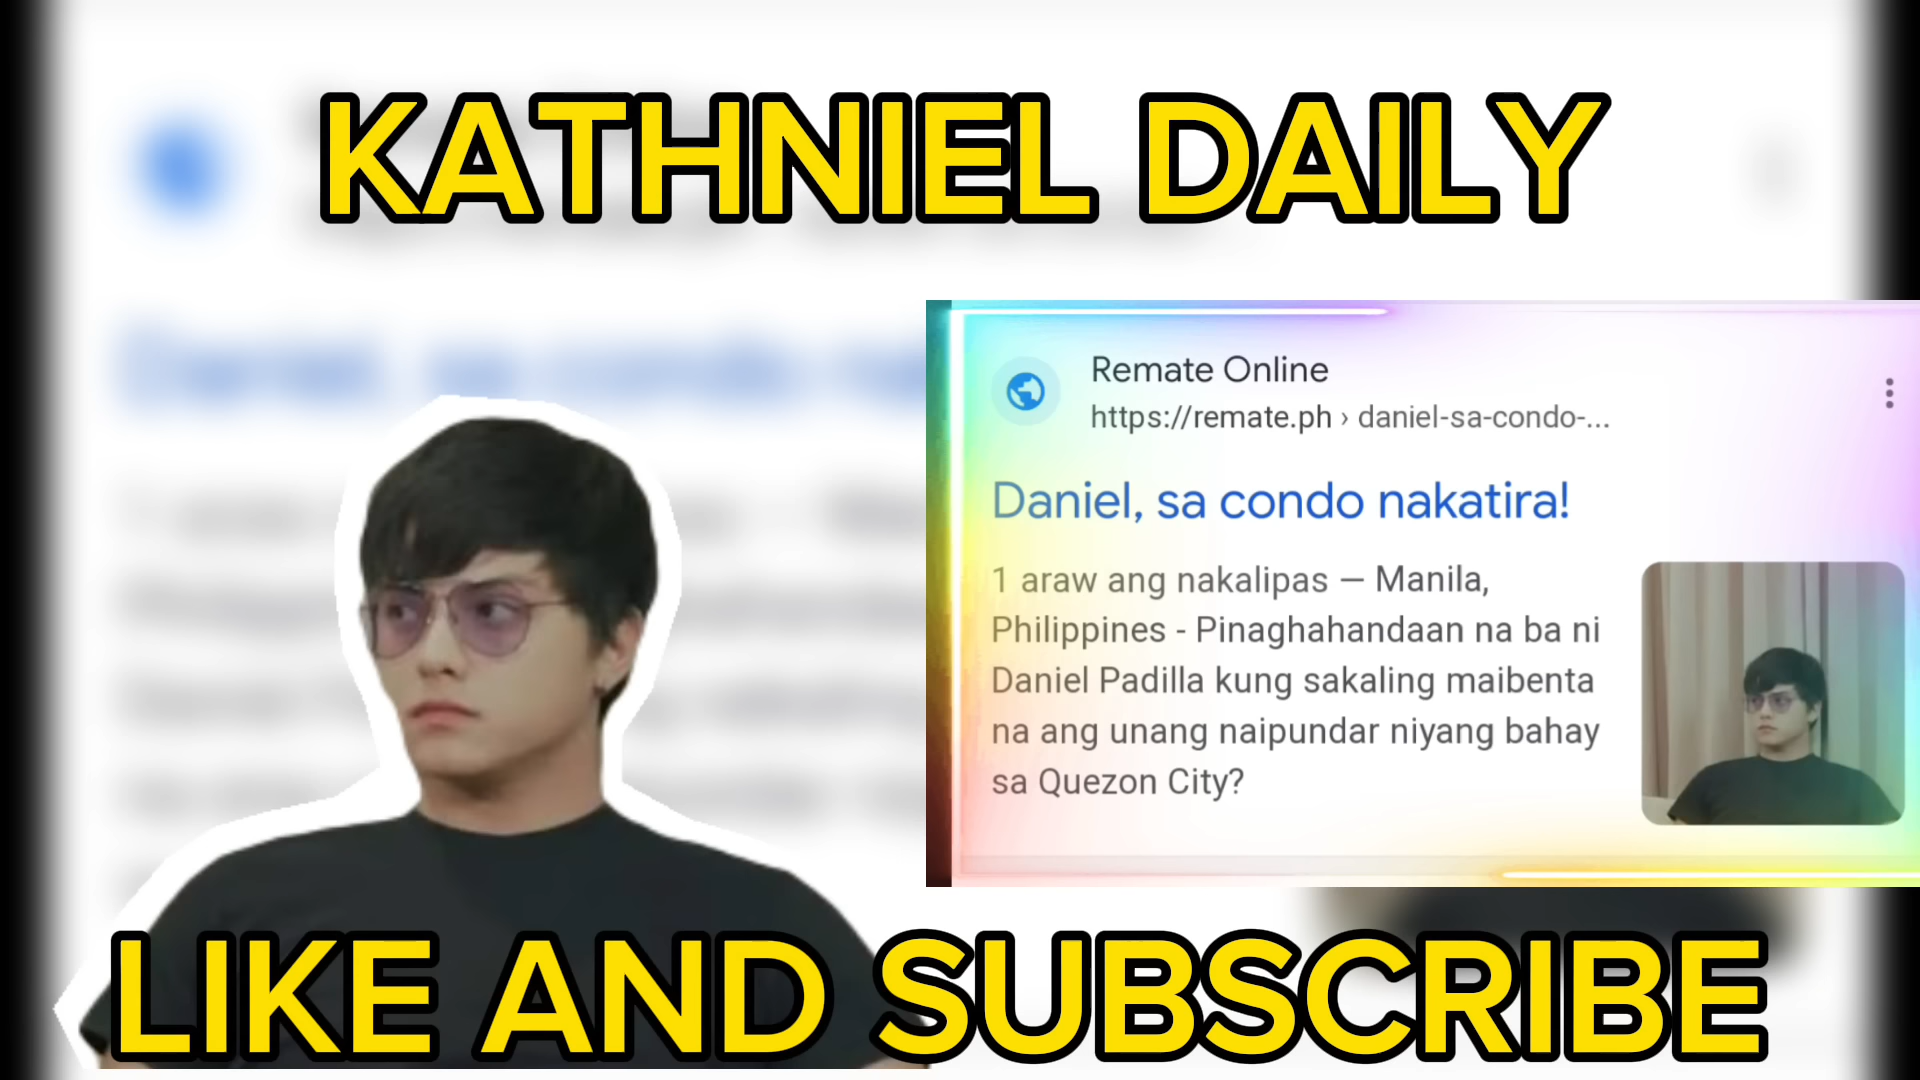 KATHNIEL DAILY
Remate Online
https://remate.ph › daniel-sa-condo-...
Daniel, sa condo nakatira!
1 araw ang nakalipas — Manila,
Philippines - Pinaghahandaan na ba ni
Daniel Padilla kung sakaling maibenta
na ang unang naipundar niyang bahay
sa Quezon City?
LIKE AND SUBSCRIBE